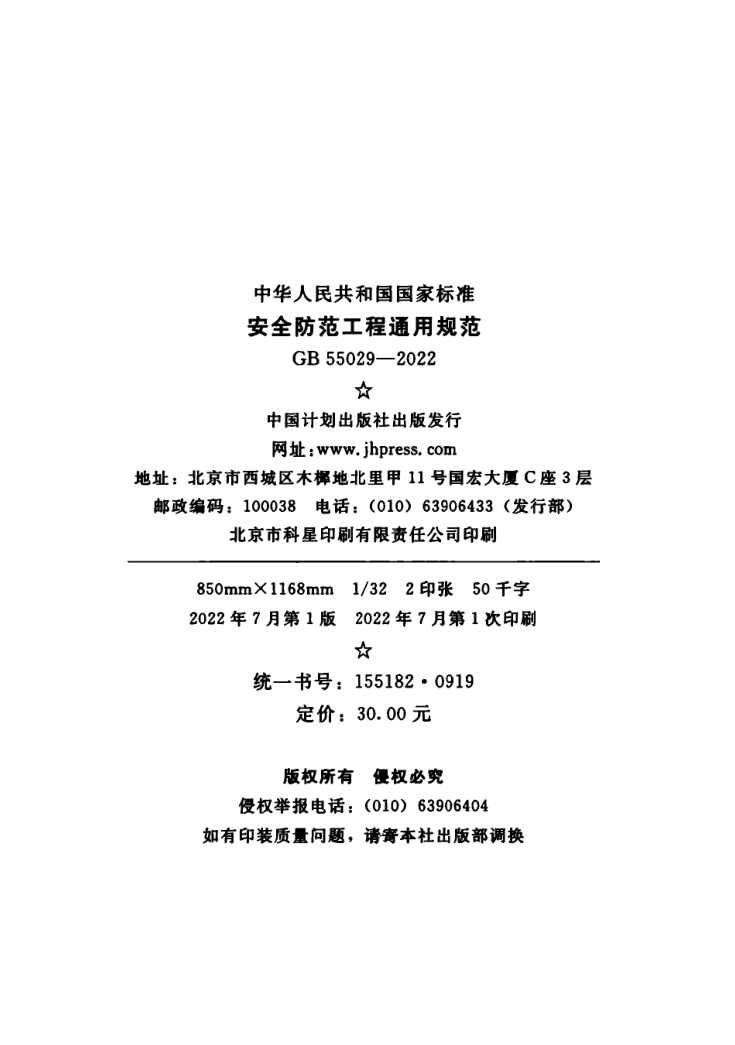 中华人民共和国国家标准
安全防范工程通用规范
GB 55029—2022
☆
中国计划出版社出版发行
网址：www.jhpress.com
地址：北京市西城区木樨地北里甲 11 号国宏大厦 C 座 3 层
邮政编码：100038 电话：（010）63906433（发行部）
北京市科星印刷有限责任公司印刷
850mm×1168mm 1/32 2 印张 50 千字
2022 年 7 月第 1 版 2022 年 7 月第 1 次印刷
☆
统一书号：155182·0919
定价：30.00 元
版权所有 侵权必究
侵权举报电话：（010）63906404
如有印装质量问题，请寄本社出版部调换